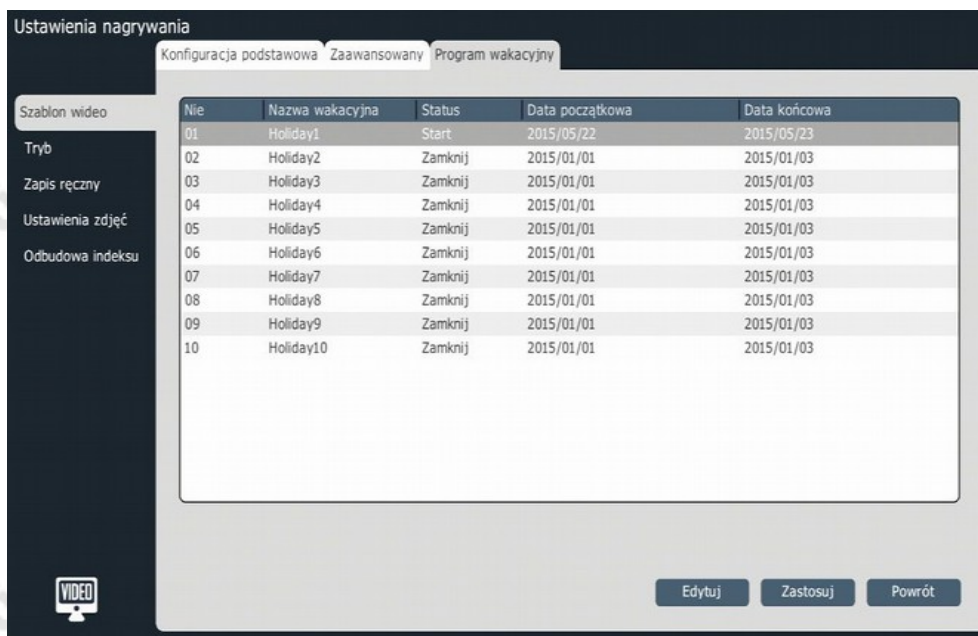 Ustawienia nagrywania
Konfiguracja podstawowa Zaawansowany Program wakacyjny
Szablon wideo
Tryb
Zapis ręczny
Ustawienia zdjęć
Odbudowa indeksu
Nie Nazwa wakacyjna Status Data początkowa Data końcowa
01 Holiday1 Start 2015/05/22 2015/05/23
02 Holiday2 Zamknij 2015/01/01 2015/01/03
03 Holiday3 Zamknij 2015/01/01 2015/01/03
04 Holiday4 Zamknij 2015/01/01 2015/01/03
05 Holiday5 Zamknij 2015/01/01 2015/01/03
06 Holiday6 Zamknij 2015/01/01 2015/01/03
07 Holiday7 Zamknij 2015/01/01 2015/01/03
08 Holiday8 Zamknij 2015/01/01 2015/01/03
09 Holiday9 Zamknij 2015/01/01 2015/01/03
10 Holiday10 Zamknij 2015/01/01 2015/01/03
VIDEO
Edytuj Zastosuj Powrót